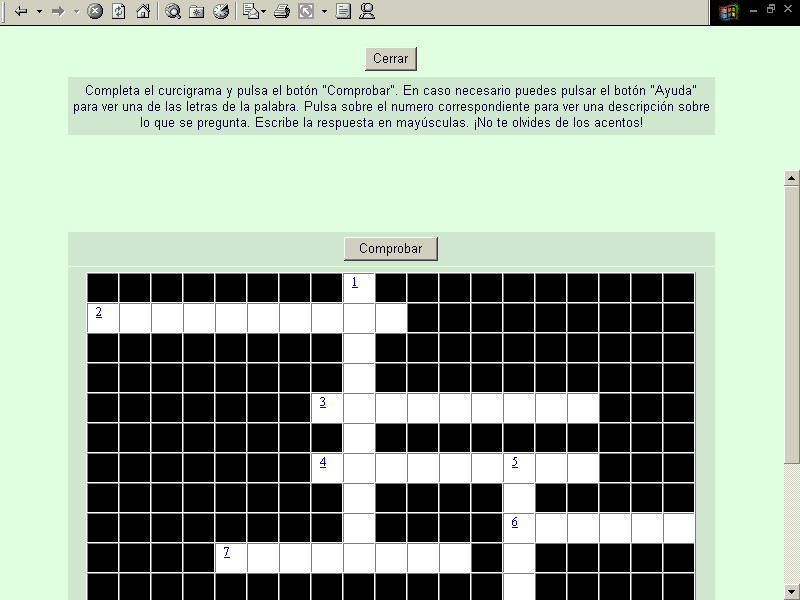 Cerrar
Completa el curcigrama y pulsa el botón "Comprobar". En caso necesario puedes pulsar el botón "Ayuda"
para ver una de las letras de la palabra. Pulsa sobre el numero correspondiente para ver una descripción sobre
lo que se pregunta. Escribe la respuesta en mayúsculas. ¡No te olvides de los acentos!
Comprobar
1
2
3
4 5
6
7